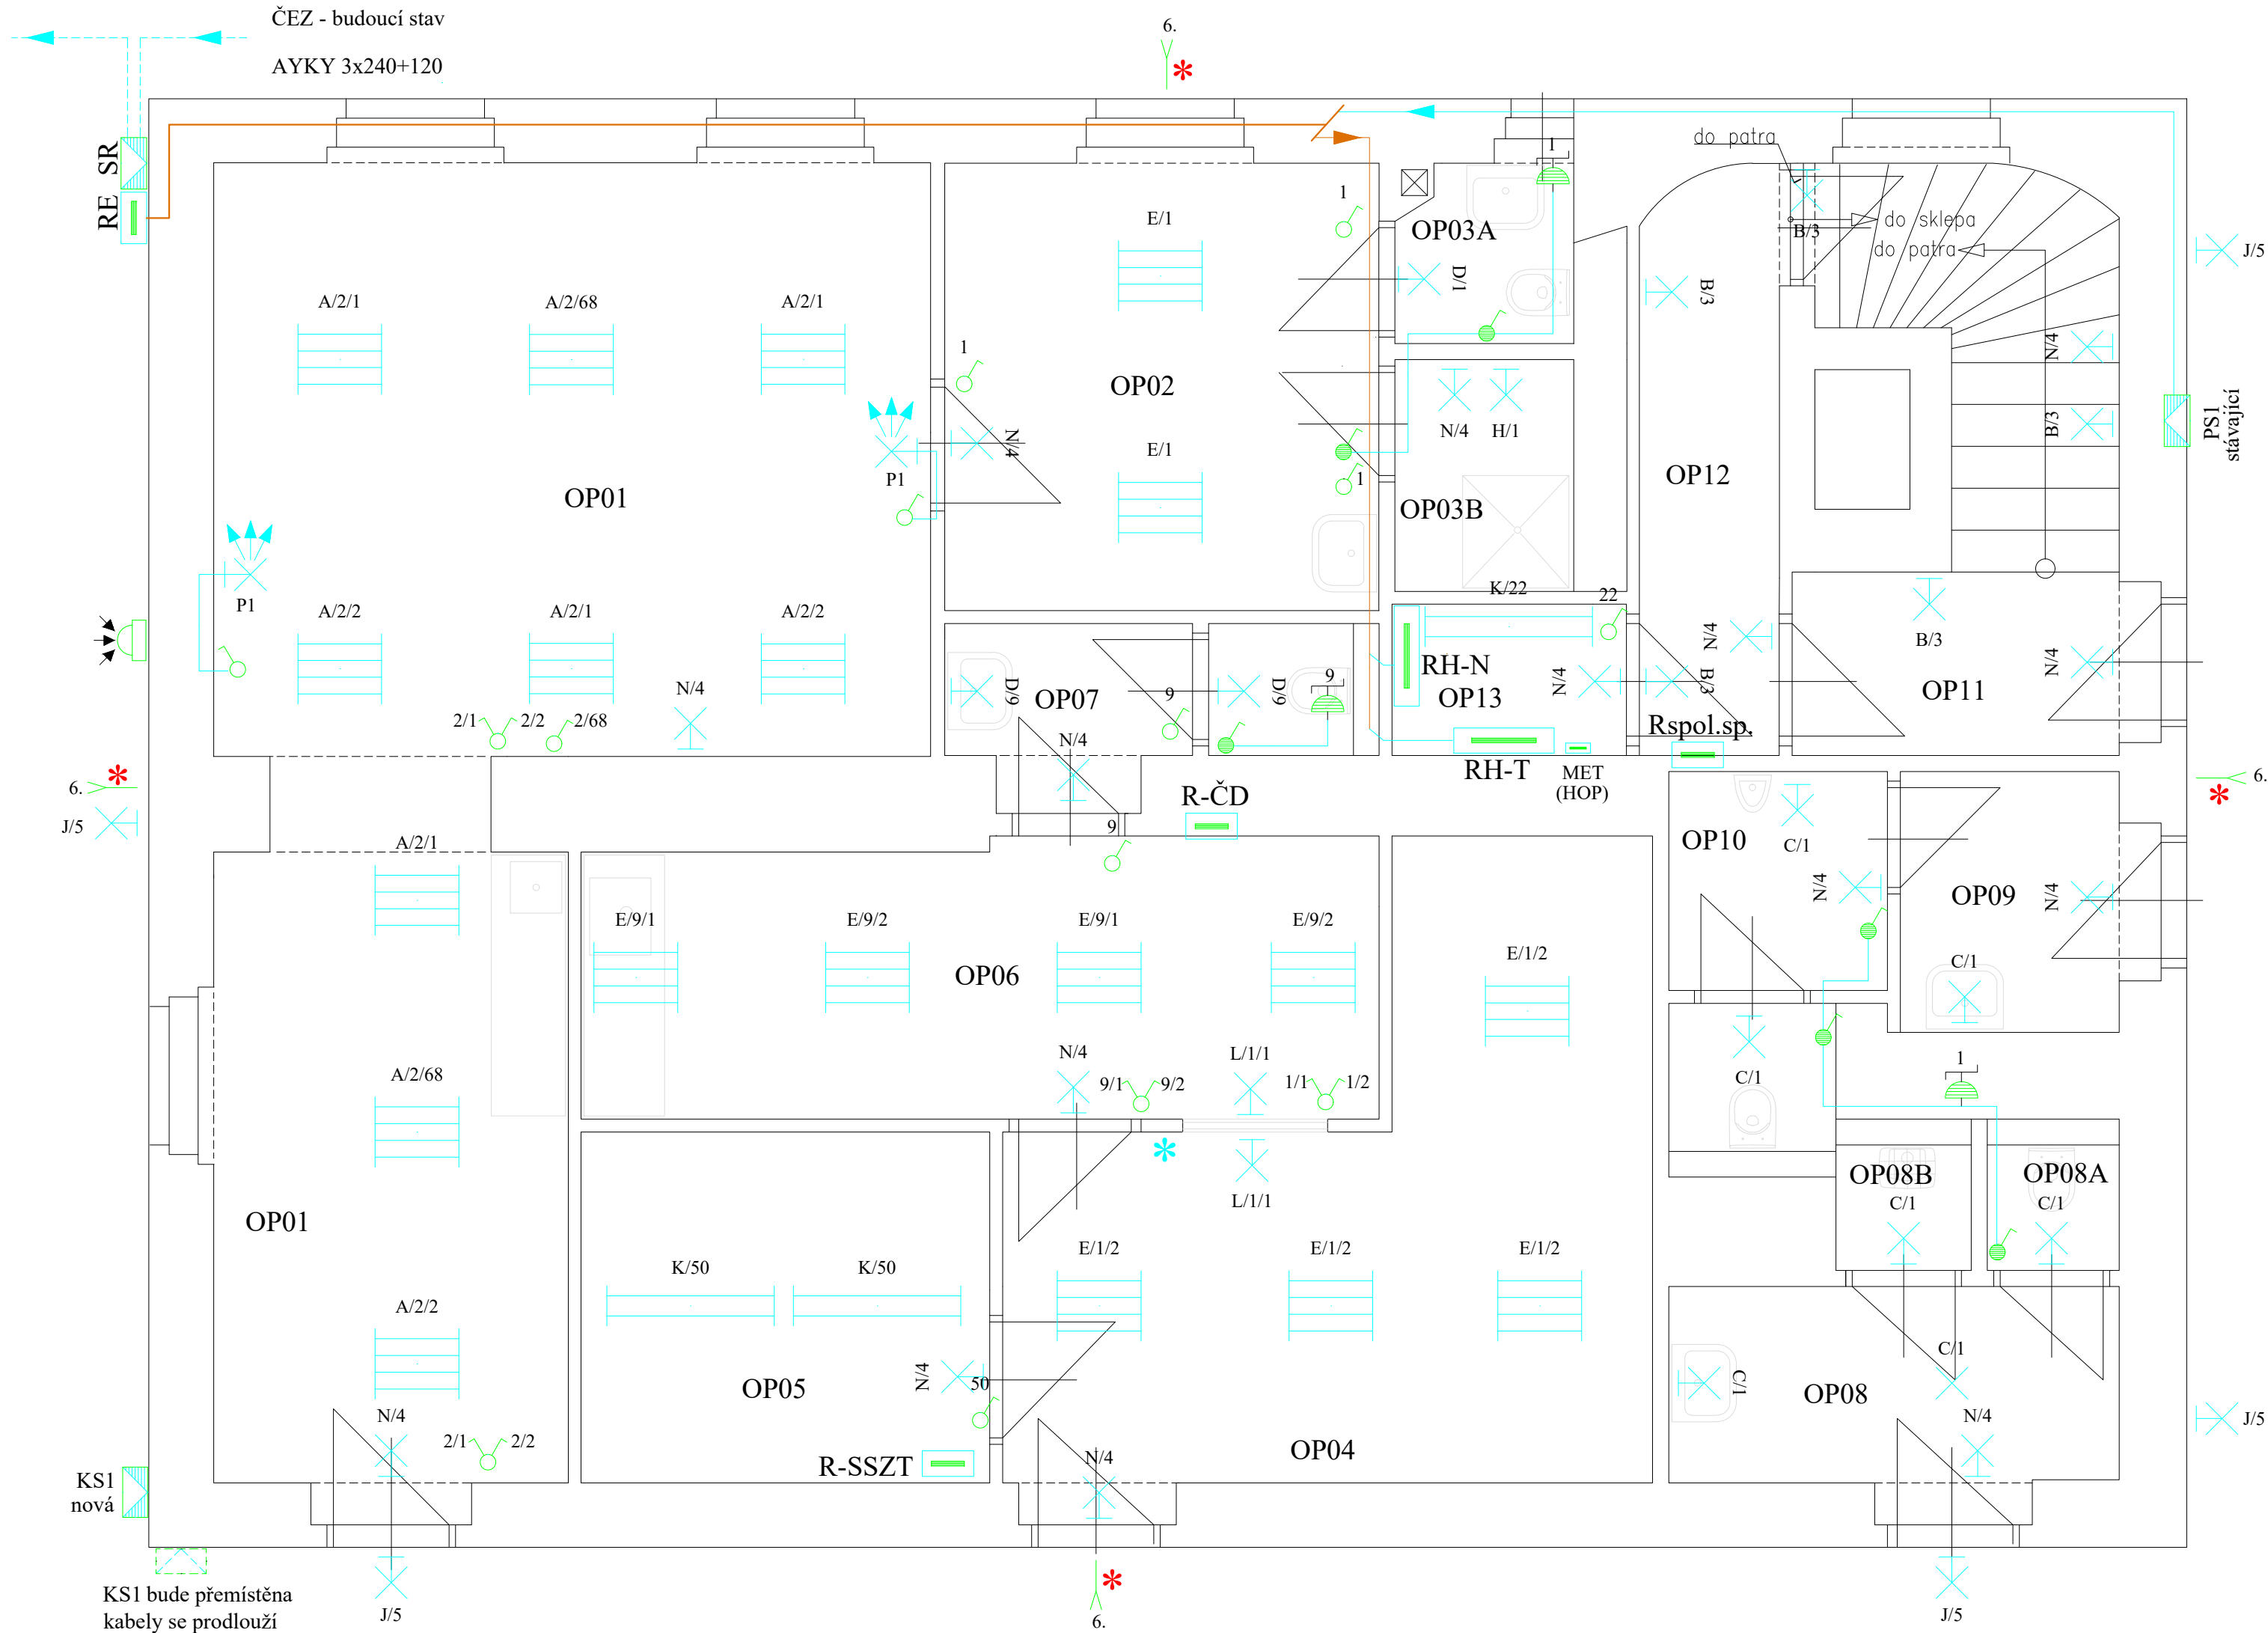 ČEZ - budoucí stav
6.
AYKY 3x240+120
SR
RE
do patra
1
1
E/1
OP03A
do sklepa
B/3
do patra
J/5
D/1
B/3
A/2/1
A/2/68
A/2/1
1
OP02
N/4
B/3
PS1
stávající
N/4
N/4
H/1
E/1
OP12
P1
1
OP01
OP03B
K/22
22
P1
A/2/2
A/2/1
A/2/2
N/4
B/3
N/4
RH-N
N/4
B/3
OP11
N/4
D/9
OP07
9
D/9
9
OP13
2/1
2/2
2/68
N/4
Rspol.sp.
RH-T
MET
(HOP)
6.
6.
R-ČD
J/5
9
A/2/1
OP10
C/1
N/4
OP09
N/4
E/9/1
E/9/2
E/9/1
E/9/2
E/1/2
OP06
C/1
N/4
L/1/1
1
A/2/68
9/1
9/2
1/1
1/2
C/1
OP08B
OP08A
L/1/1
C/1
C/1
OP01
E/1/2
E/1/2
E/1/2
K/50
K/50
A/2/2
C/1
N/4
50
OP05
C/1
OP08
N/4
N/4
J/5
2/1
2/2
OP04
N/4
R-SSZT
KS1
nová
KS1 bude přemístěna
kabely se prodlouží
J/5
6.
J/5